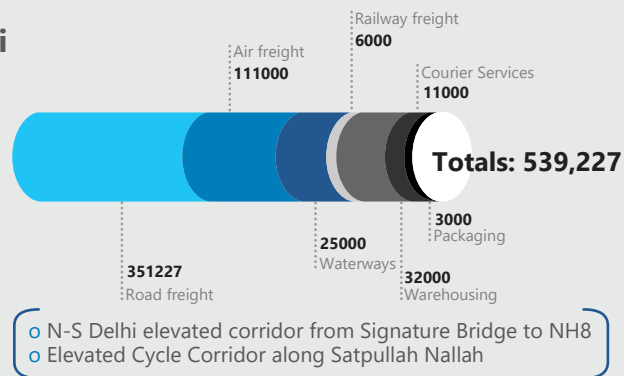 i
Railway freight
6000
Air freight
111000
Courier Services
11000
Totals: 539,227
351227
Road freight
25000
Waterways
32000
Warehousing
3000
Packaging
o N-S Delhi elevated corridor from Signature Bridge to NH8
o Elevated Cycle Corridor along Satpullah Nallah